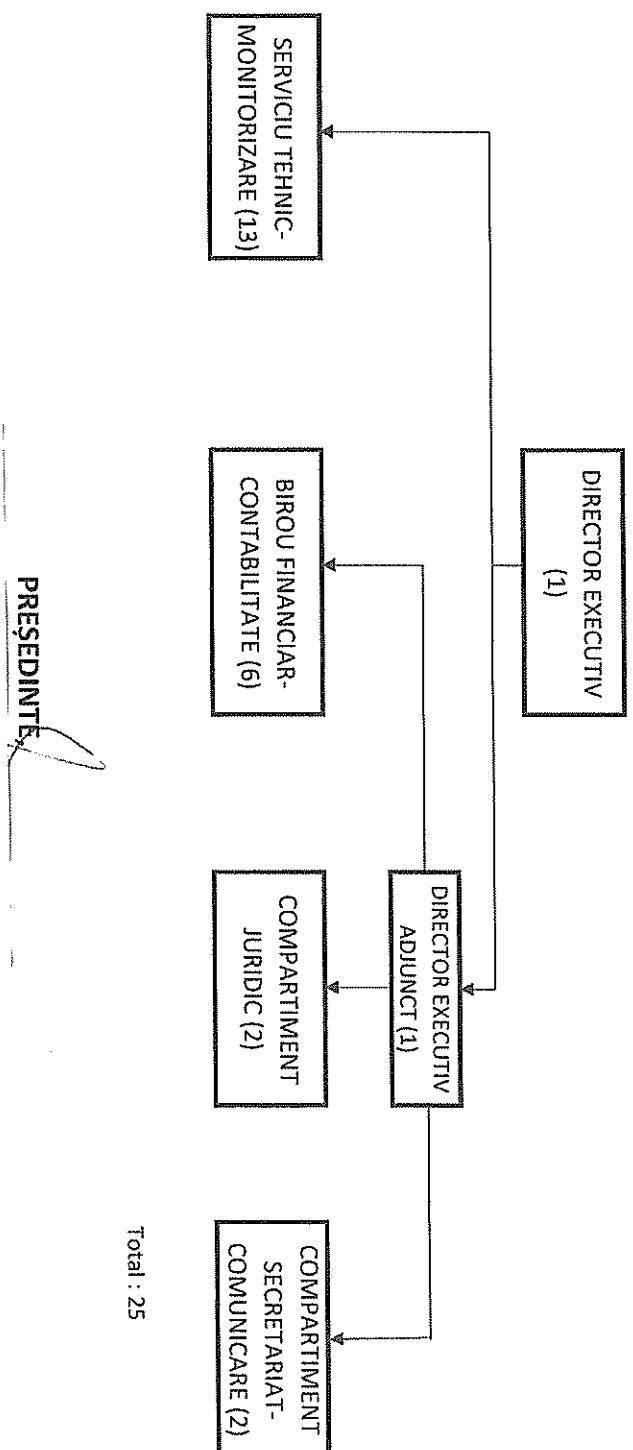 DIRECTOR EXECUTIV
(1)
DIRECTOR EXECUTIV
ADJUNCT (1)
SERVICIU TEHNIC-
MONITORIZARE (13)
BIROU FINANCIAR-
CONTABILITATE (6)
COMPARTIMENT
JURIDIC (2)
COMPARTIMENT
SECRETARIAT-
COMUNICARE (2)
Total : 25
PREȘEDINTE